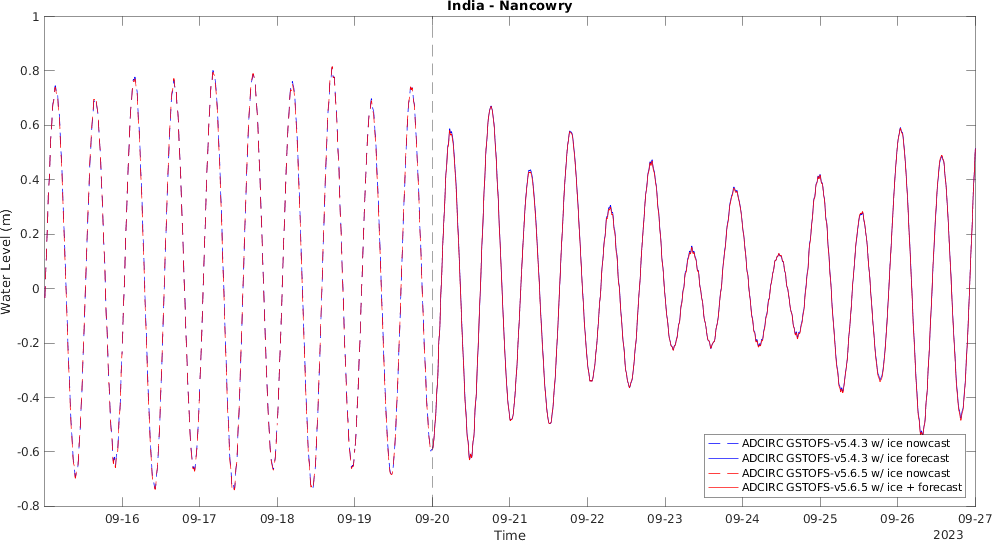 India - Nancowry
1
0.8
0.6
0.4
0.2
0
-0.2
-0.4
-0.6
-0.8
Water Level (m)
ADCIRC GSTOFS-v5.4.3 w/ ice nowcast
ADCIRC GSTOFS-v5.4.3 w/ ice forecast
ADCIRC GSTOFS-v5.6.5 w/ ice nowcast
ADCIRC GSTOFS-v5.6.5 w/ ice + forecast
09-16 09-17 09-18 09-19 09-20 09-21 09-22 09-23 09-24 09-25 09-26 09-27
Time
2023